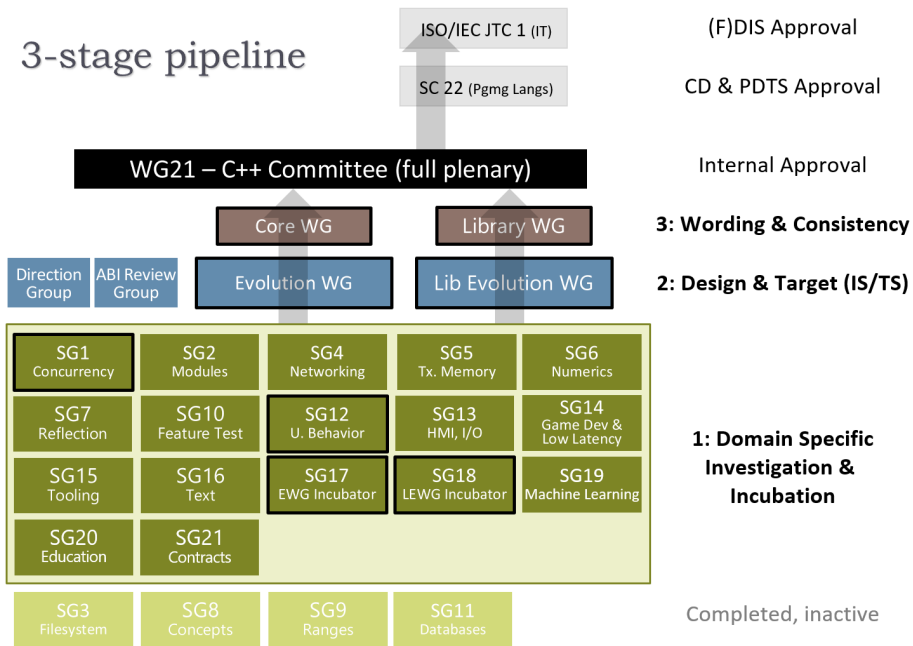 3-stage pipeline
ISO/IEC JTC 1 (IT)
(F)DIS Approval
SC 22 (Pgmg Langs)
CD & PDTS Approval
WG21 – C++ Committee (full plenary)
Internal Approval
Core WG
Library WG
3: Wording & Consistency
Direction
Group
ABI Review
Group
Evolution WG
Lib Evolution WG
2: Design & Target (IS/TS)
SG1
Concurrency
SG2
Modules
SG4
Networking
SG5
Tx. Memory
SG6
Numerics
SG7
Reflection
SG10
Feature Test
SG12
U. Behavior
SG13
HMI, I/O
SG14
Game Dev &
Low Latency
SG15
Tooling
SG16
Text
SG17
EWG Incubator
SG18
LEWG Incubator
SG19
Machine Learning
SG20
Education
SG21
Contracts
1: Domain Specific
Investigation &
Incubation
SG3
Filesystem
SG8
Concepts
SG9
Ranges
SG11
Databases
Completed, inactive